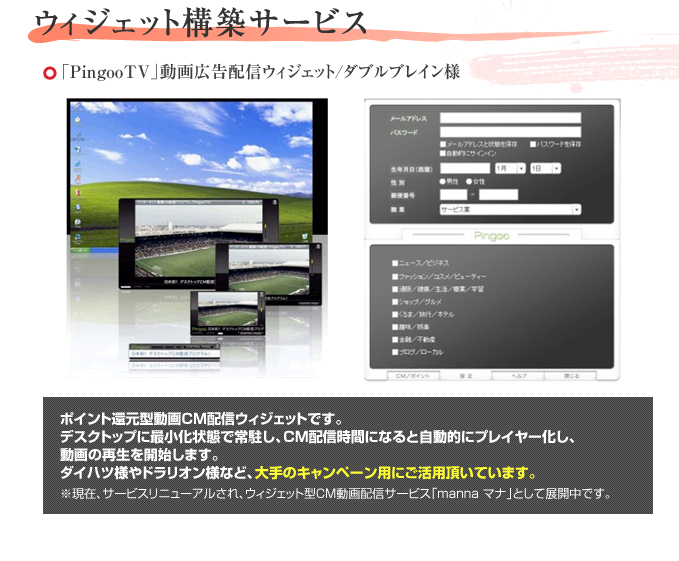 ウィジェット構築サービス
「PingooTV」動画広告配信ウィジェット/ダブルブレイン様
メールアドレス
パスワード
メールアドレスと状態を保存 パスワードを保存
自動的にサインイン
生年月日(西暦) 1月 1日
性 別 男性 女性
郵便番号 -
職 業 サービス業
Pingoo
ニュース／ビジネス
ファッション／コスメ／ビューティー
通販／健康／生活／職業／学習
ショップ／グルメ
くるま／旅行／ホテル
趣味／娯楽
金融／不動産
ブログ／ローカル
CM／ポイント 設 定 ヘルプ 閉じる
ポイント還元型動画CM配信ウィジェットです。
デスクトップに最小化状態で常駐し、CM配信時間になると自動的にプレイヤー化し、
動画の再生を開始します。
ダイハツ様やドラリオン様など、大手のキャンペーン用にご活用頂いています。
※現在、サービスリニューアルされ、ウィジェット型CM動画配信サービス「manna マナ」として展開中です。